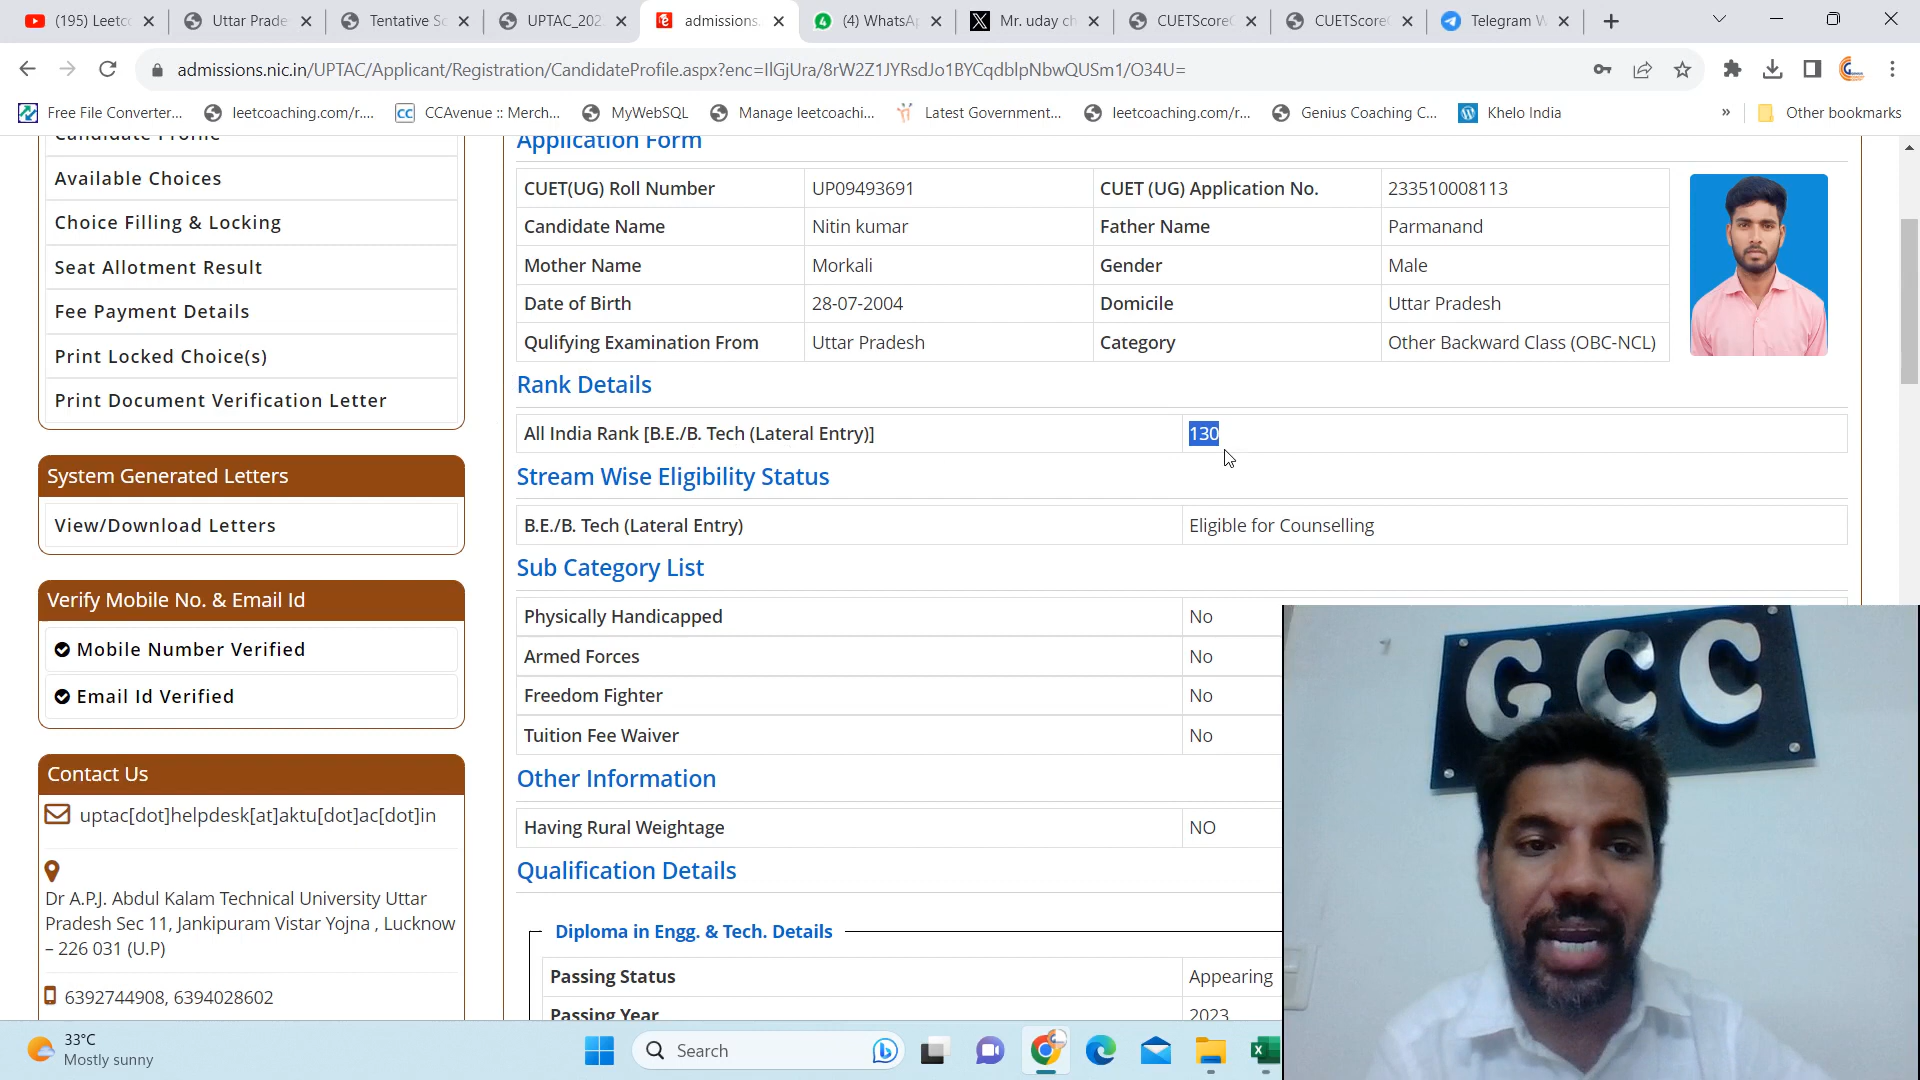 (195) Leetc
Uttar Prade
Tentative Sc
UPTAC_202
admissions.
(4) WhatsAp
Mr. uday ch
CUETScoreC
CUETScoreC
Telegram W
admissions.nic.in/UPTAC/Applicant/Registration/CandidateProfile.aspx?enc=IlGjUra/8rW2Z1JYRsdJo1BYCqdblpNbwQUSm1/O34U=
Free File Converter...
leetcoaching.com/r....
CCAvenue :: Merch...
MyWebSQL
Manage leetcoachi...
Latest Government...
leetcoaching.com/r...
Genius Coaching C...
Khelo India
»
Other bookmarks
Candidate Profile
Available Choices
Choice Filling & Locking
Seat Allotment Result
Fee Payment Details
Print Locked Choice(s)
Print Document Verification Letter
System Generated Letters
View/Download Letters
Verify Mobile No. & Email Id
Mobile Number Verified
Email Id Verified
Contact Us
uptac[dot]helpdesk[at]aktu[dot]ac[dot]in
Dr A.P.J. Abdul Kalam Technical University Uttar
Pradesh Sec 11, Jankipuram Vistar Yojna , Lucknow
– 226 031 (U.P)
6392744908, 6394028602
Application Form
CUET(UG) Roll Number UP09493691 CUET (UG) Application No. 233510008113
Candidate Name Nitin kumar Father Name Parmanand
Mother Name Morkali Gender Male
Date of Birth 28-07-2004 Domicile Uttar Pradesh
Qulifying Examination From Uttar Pradesh Category Other Backward Class (OBC-NCL)
Rank Details
All India Rank [B.E./B. Tech (Lateral Entry)] 130
Stream Wise Eligibility Status
B.E./B. Tech (Lateral Entry) Eligible for Counselling
Sub Category List
Physically Handicapped No
Armed Forces No
Freedom Fighter No
Tuition Fee Waiver No
Other Information
Having Rural Weightage NO
Qualification Details
Diploma in Engg. & Tech. Details
Passing Status Appearing
Passing Year 2023
GCC
33°C
Mostly sunny
Search